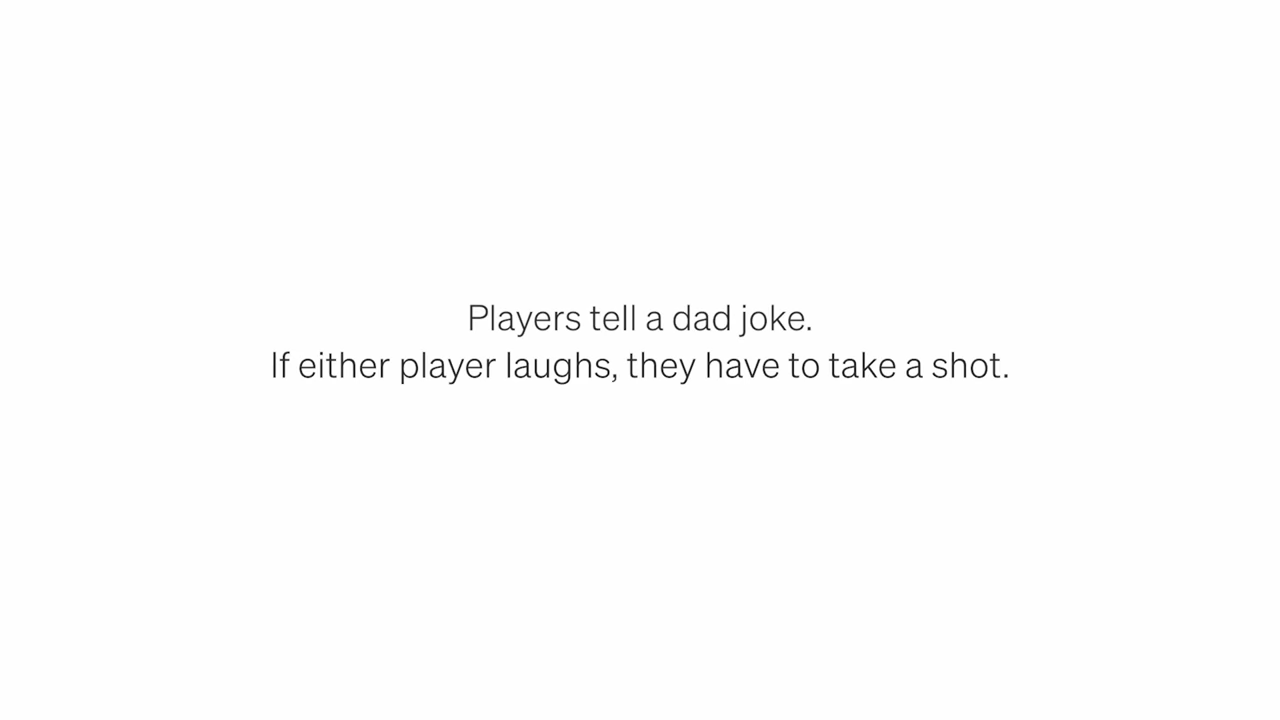 Players tell a dad joke.
If either player laughs, they have to take a shot.